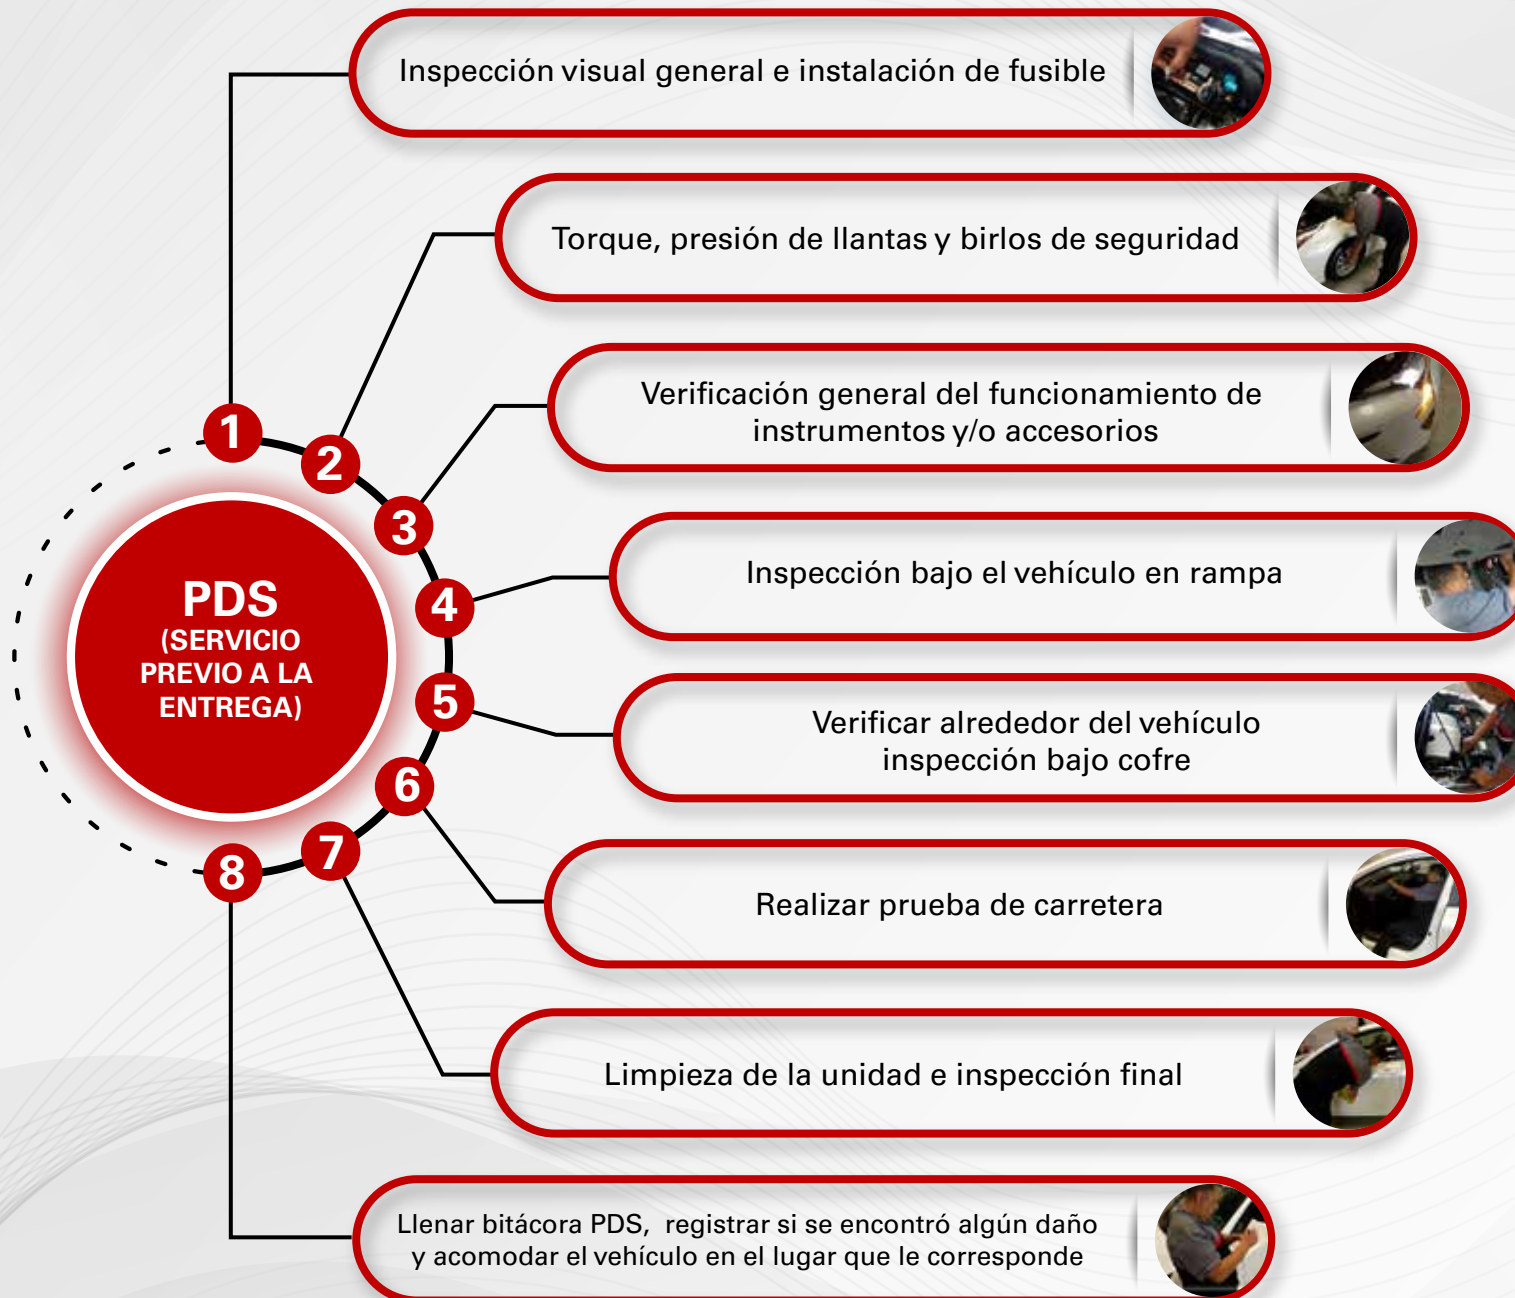 Inspección visual general e instalación de fusible
Torque, presión de llantas y birlos de seguridad
Verificación general del funcionamiento de
instrumentos y/o accesorios
Inspección bajo el vehículo en rampa
Verificar alrededor del vehículo
inspección bajo cofre
Realizar prueba de carretera
Limpieza de la unidad e inspección final
Llenar bitácora PDS, registrar si se encontró algún daño
y acomodar el vehículo en el lugar que le corresponde
1
2
3
4
5
6
7
8
PDS
(SERVICIO
PREVIO A LA
ENTREGA)